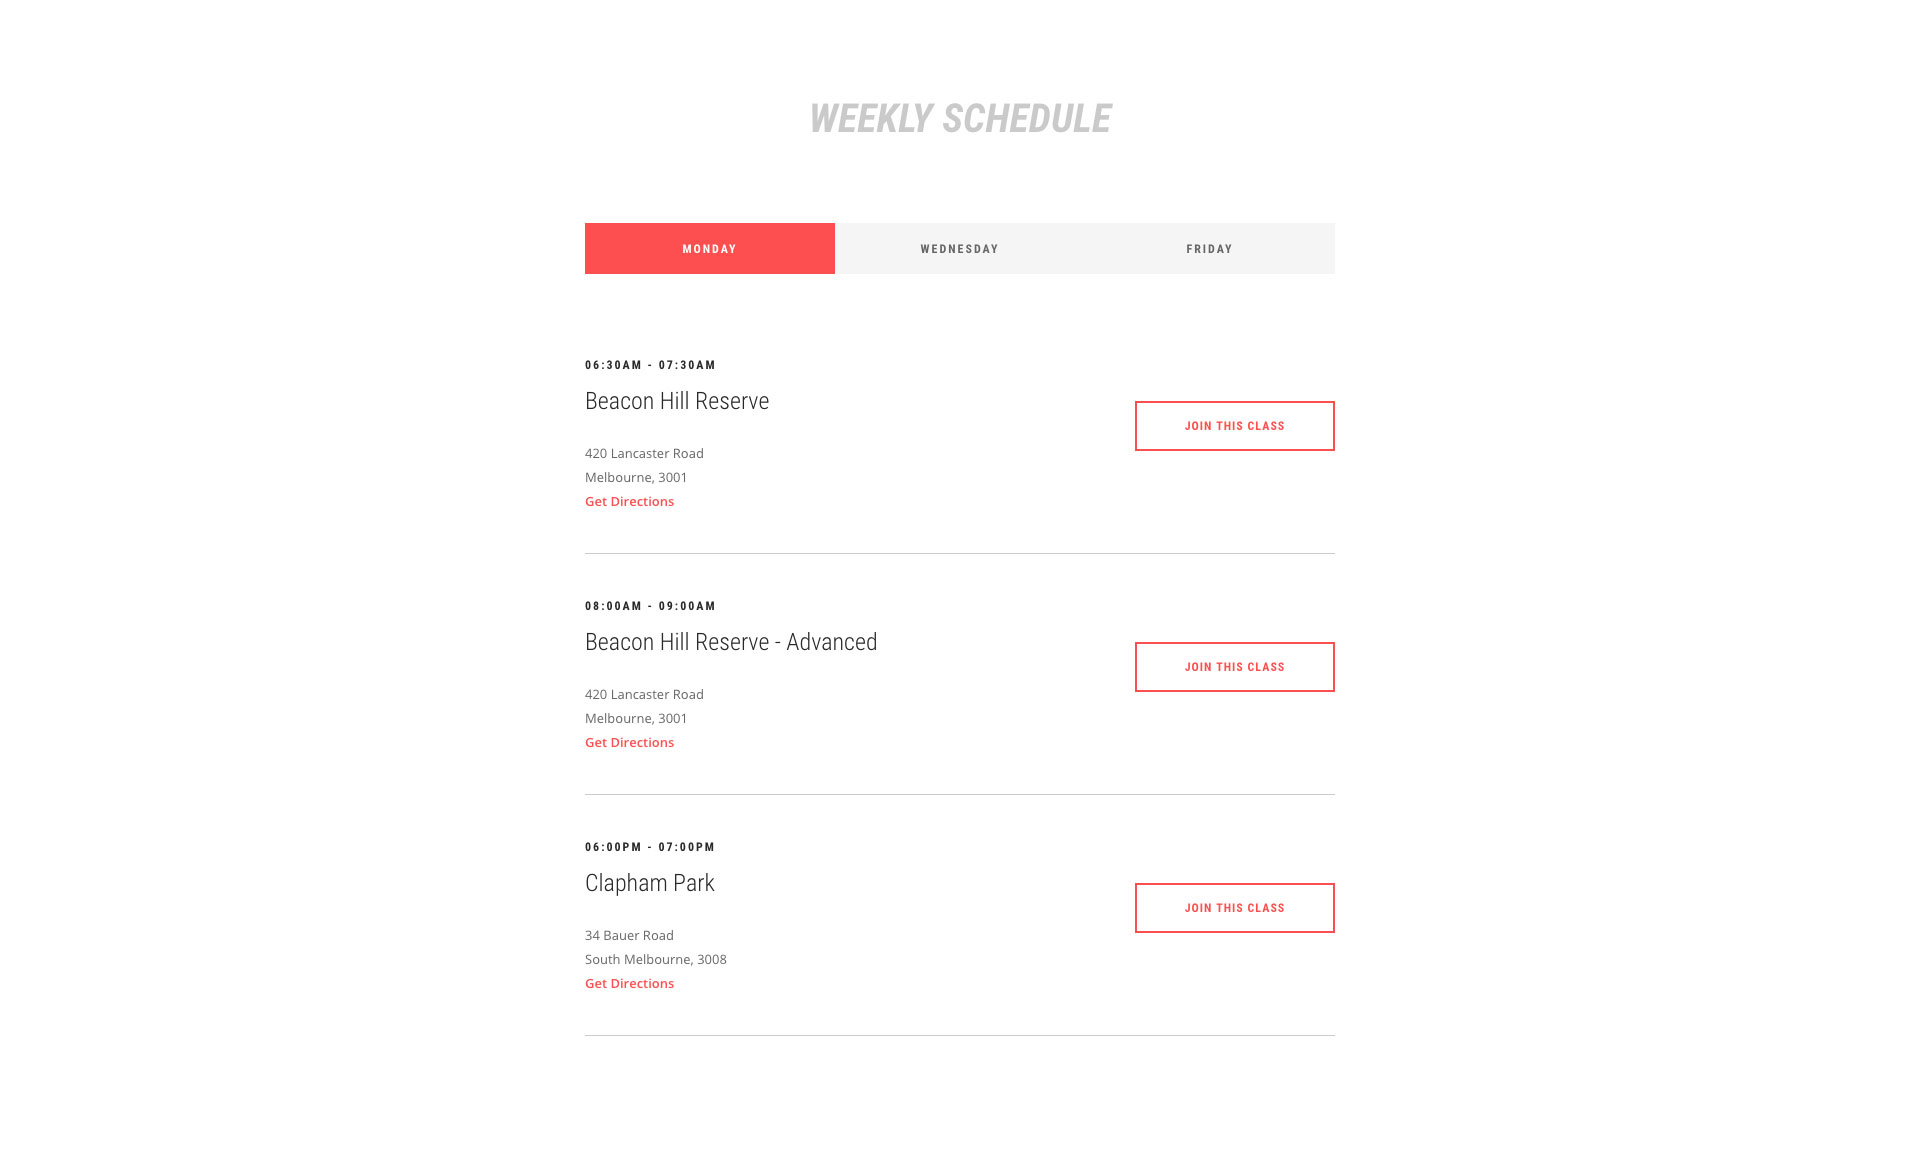 WEEKLY SCHEDULE
MONDAY
WEDNESDAY
FRIDAY
06:30AM - 07:30AM
Beacon Hill Reserve
420 Lancaster Road
Melbourne, 3001
Get Directions
JOIN THIS CLASS
08:00AM - 09:00AM
Beacon Hill Reserve - Advanced
420 Lancaster Road
Melbourne, 3001
Get Directions
JOIN THIS CLASS
06:00PM - 07:00PM
Clapham Park
34 Bauer Road
South Melbourne, 3008
Get Directions
JOIN THIS CLASS